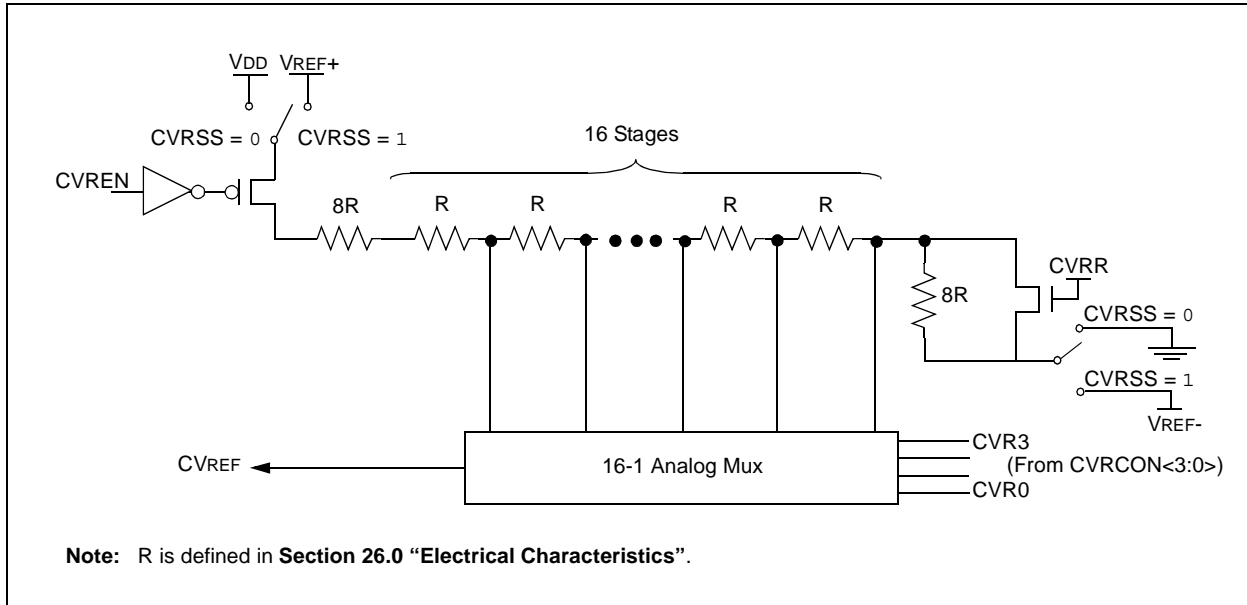 VDD VREF+
CVRSS = 0 CVRSS = 1
16 Stages
CVREN
8R R R R R
CVRR
8R
CVRSS = 0
CVRSS = 1
VREF-
CVREF
16-1 Analog Mux
CVR3
(From CVRCON<3:0>)
CVR0
Note: R is defined in Section 26.0 “Electrical Characteristics”.